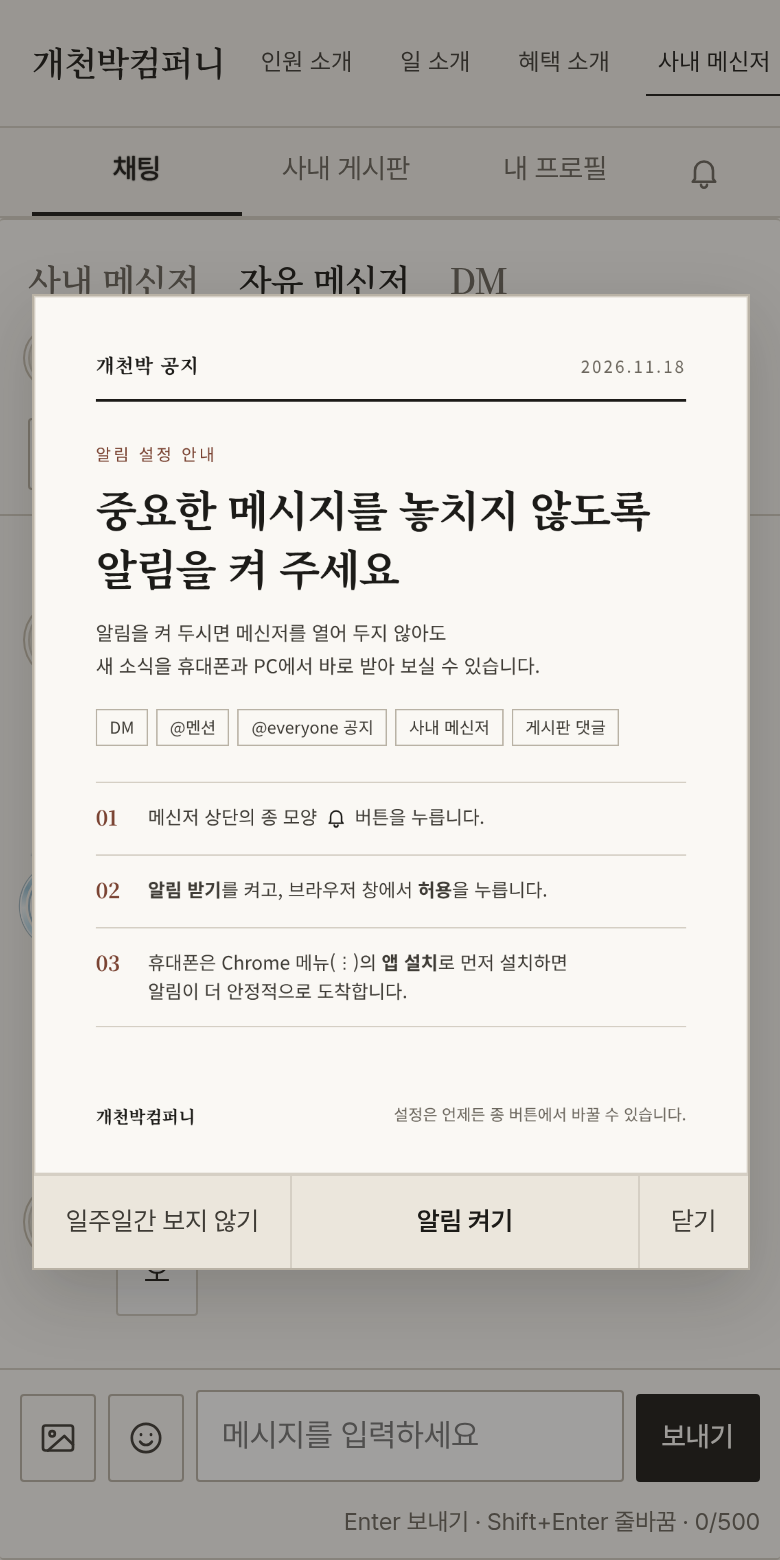 개천박컴퍼니 인원 소개 일 소개 혜택 소개 사내 메신저
채팅 사내 게시판 내 프로필
사내 메신저 자유 메신저 DM
개천박 공지 2026.11.18
알림 설정 안내
중요한 메시지를 놓치지 않도록
알림을 켜 주세요
알림을 켜 두시면 메신저를 열어 두지 않아도
새 소식을 휴대폰과 PC에서 바로 받아 보실 수 있습니다.
DM @멘션 @everyone 공지 사내 메신저 게시판 댓글
01 메신저 상단의 종 모양 버튼을 누릅니다.
02 알림 받기를 켜고, 브라우저 창에서 허용을 누릅니다.
03 휴대폰은 Chrome 메뉴(⋮)의 앱 설치로 먼저 설치하면
알림이 더 안정적으로 도착합니다.
개천박컴퍼니 설정은 언제든 종 버튼에서 바꿀 수 있습니다.
일주일간 보지 않기 알림 켜기 닫기
메시지를 입력하세요 보내기
Enter 보내기 · Shift+Enter 줄바꿈 · 0/500